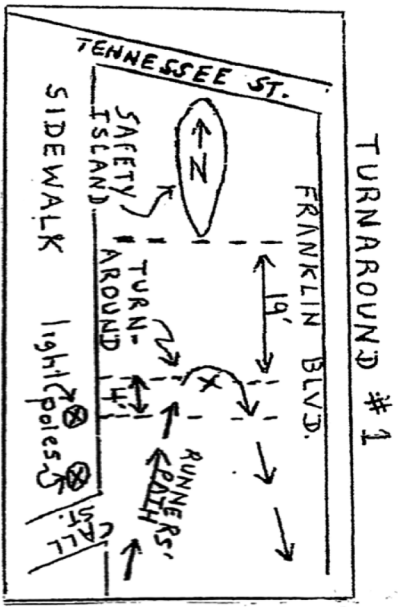 TURNAROUND #1
TENNESSEE ST.
SIDEWALK
SAFETY
ISLAND
N
FRANKLIN BLVD.
19'
TURN-
AROUND
X
4'
light poles
RUNNERS'
PATH
CALL
ST.